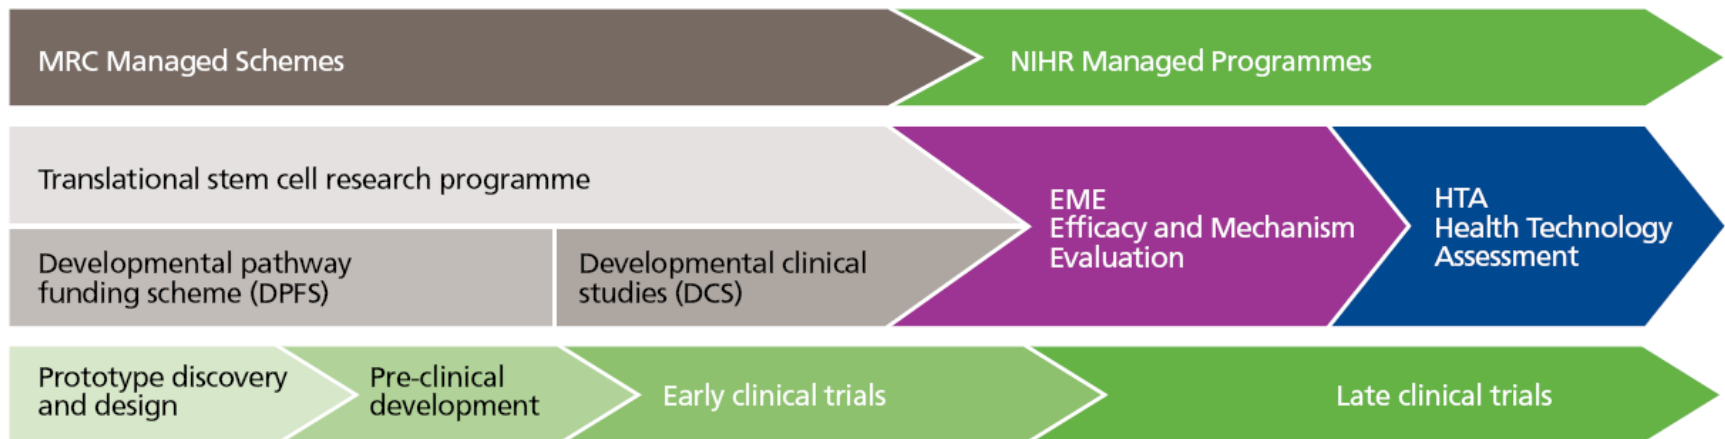 MRC Managed Schemes
NIHR Managed Programmes
Translational stem cell research programme
EME
Efficacy and Mechanism
Evaluation
HTA
Health Technology
Assessment
Developmental pathway
funding scheme (DPFS)
Developmental clinical
studies (DCS)
Prototype discovery
and design
Pre-clinical
development
Early clinical trials
Late clinical trials